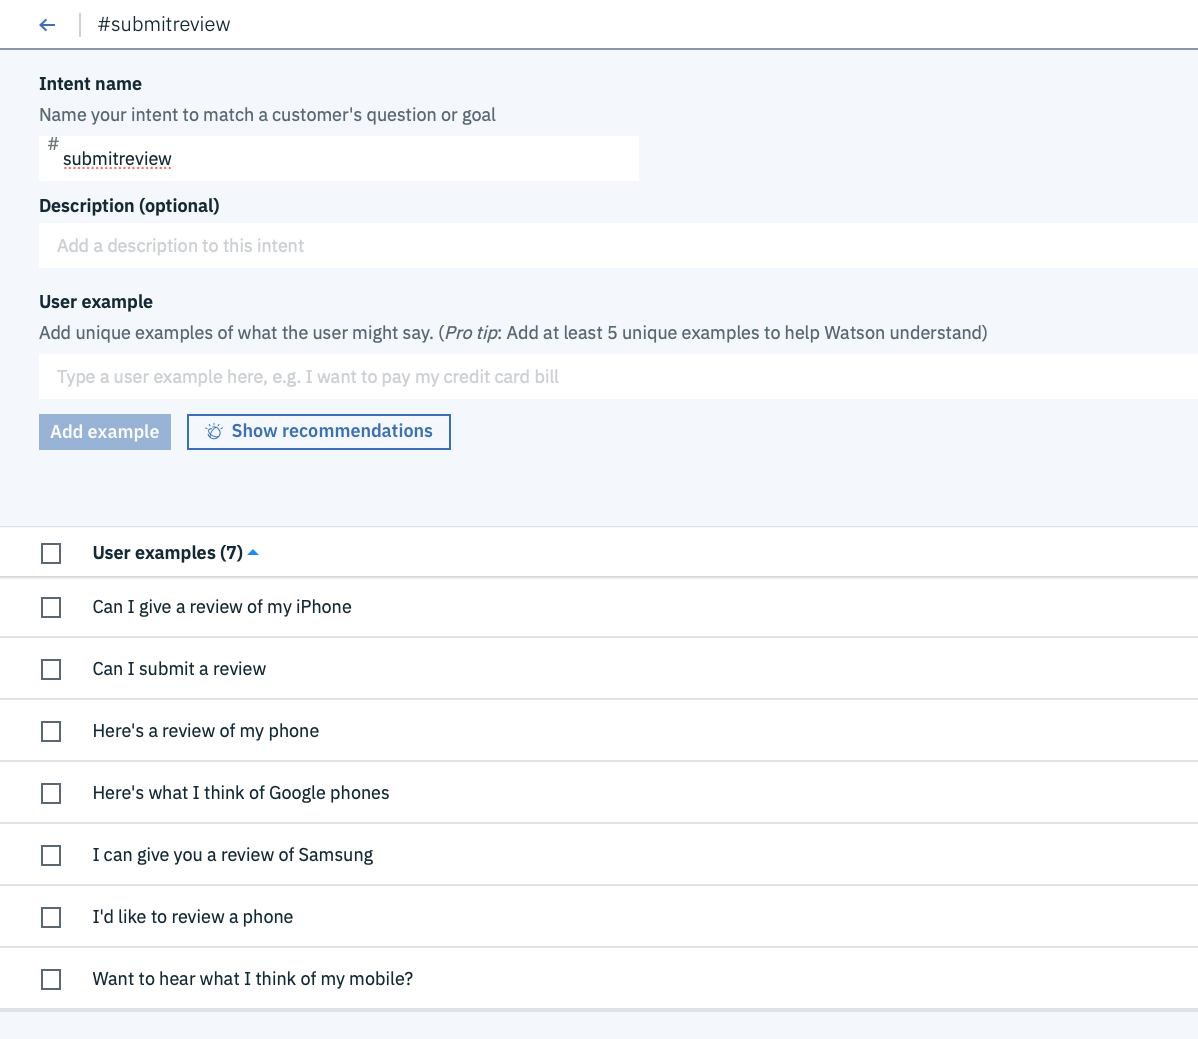 #submitreview
Intent name
Name your intent to match a customer's question or goal
#
submitreview
Description (optional)
Add a description to this intent
User example
Add unique examples of what the user might say. (Pro tip: Add at least 5 unique examples to help Watson understand)
Type a user example here, e.g. I want to pay my credit card bill
Add example
Show recommendations
User examples (7)
Can I give a review of my iPhone
Can I submit a review
Here's a review of my phone
Here's what I think of Google phones
I can give you a review of Samsung
I'd like to review a phone
Want to hear what I think of my mobile?